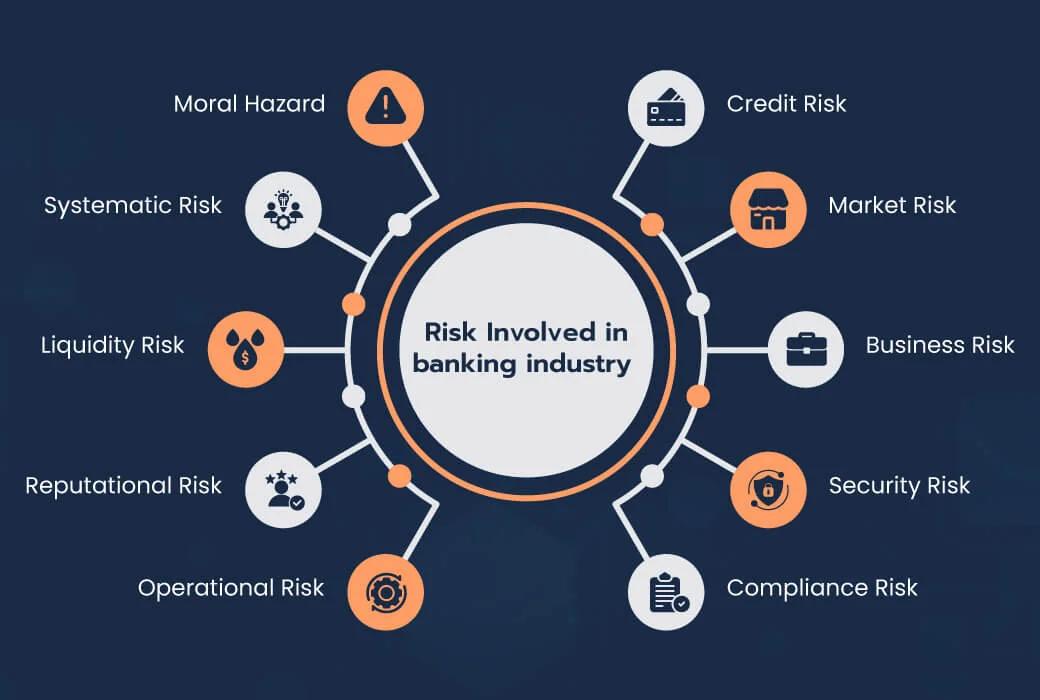 Moral Hazard
Credit Risk
Systematic Risk
Market Risk
Risk Involved in
banking industry
Liquidity Risk
Business Risk
Reputational Risk
Security Risk
Operational Risk
Compliance Risk
$